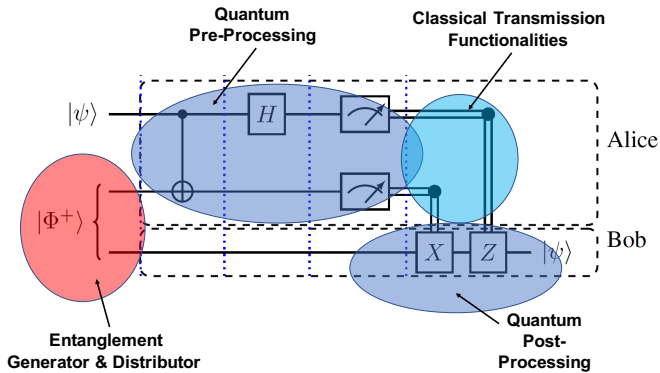 Quantum
Pre-Processing
Classical Transmission
Functionalities
|ψ⟩
H
Alice
|Φ⁺⟩
Bob
X
Z
|ψ⟩
Entanglement
Generator & Distributor
Quantum
Post-
Processing